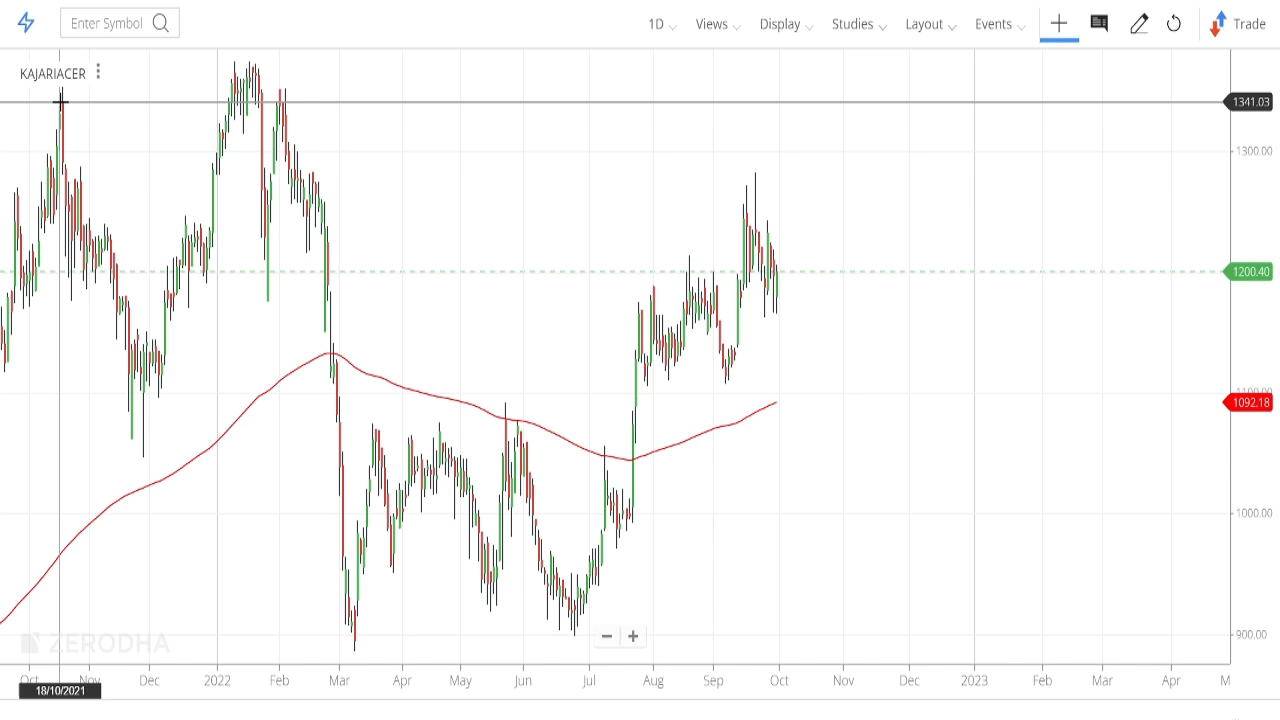 Enter Symbol 1D Views Display Studies Layout Events Trade
KAJARIACER
1341.03
1300.00
1200.40
1100.00
1092.18
1000.00
900.00
ZERODHA
Oct Nov Dec 2022 Feb Mar Apr May Jun Jul Aug Sep Oct Nov Dec 2023 Feb Mar Apr M
18/10/2021